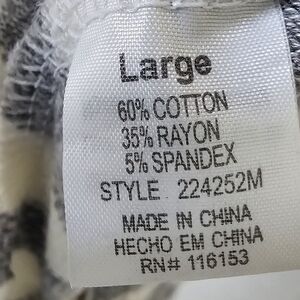 Large
60% COTTON
35% RAYON
5% SPANDEX
STYLE 224252M
MADE IN CHINA
HECHO EM CHINA
RN# 116153